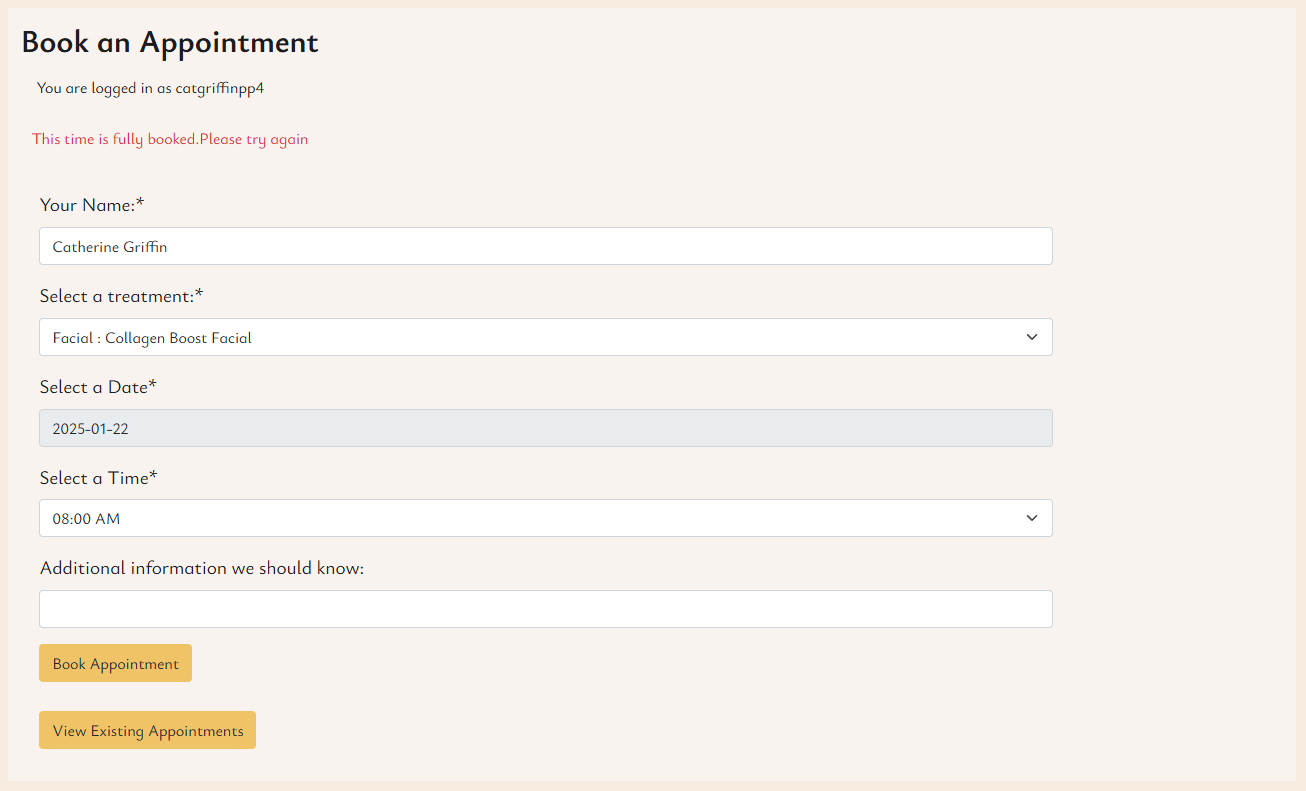 Book an Appointment
You are logged in as catgriffinpp4
This time is fully booked.Please try again
Your Name:*
Catherine Griffin
Select a treatment:*
Facial : Collagen Boost Facial
Select a Date*
2025-01-22
Select a Time*
08:00 AM
Additional information we should know:
Book Appointment
View Existing Appointments